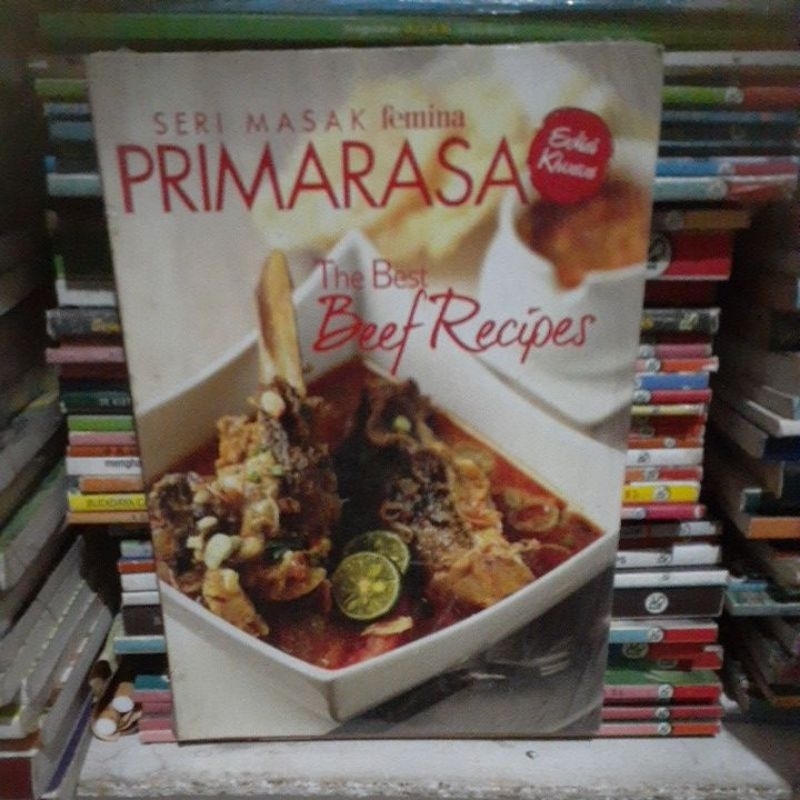 SERI MASAK femina
PRIMARASA
Edisi
Khusus
The Best
Beef Recipes